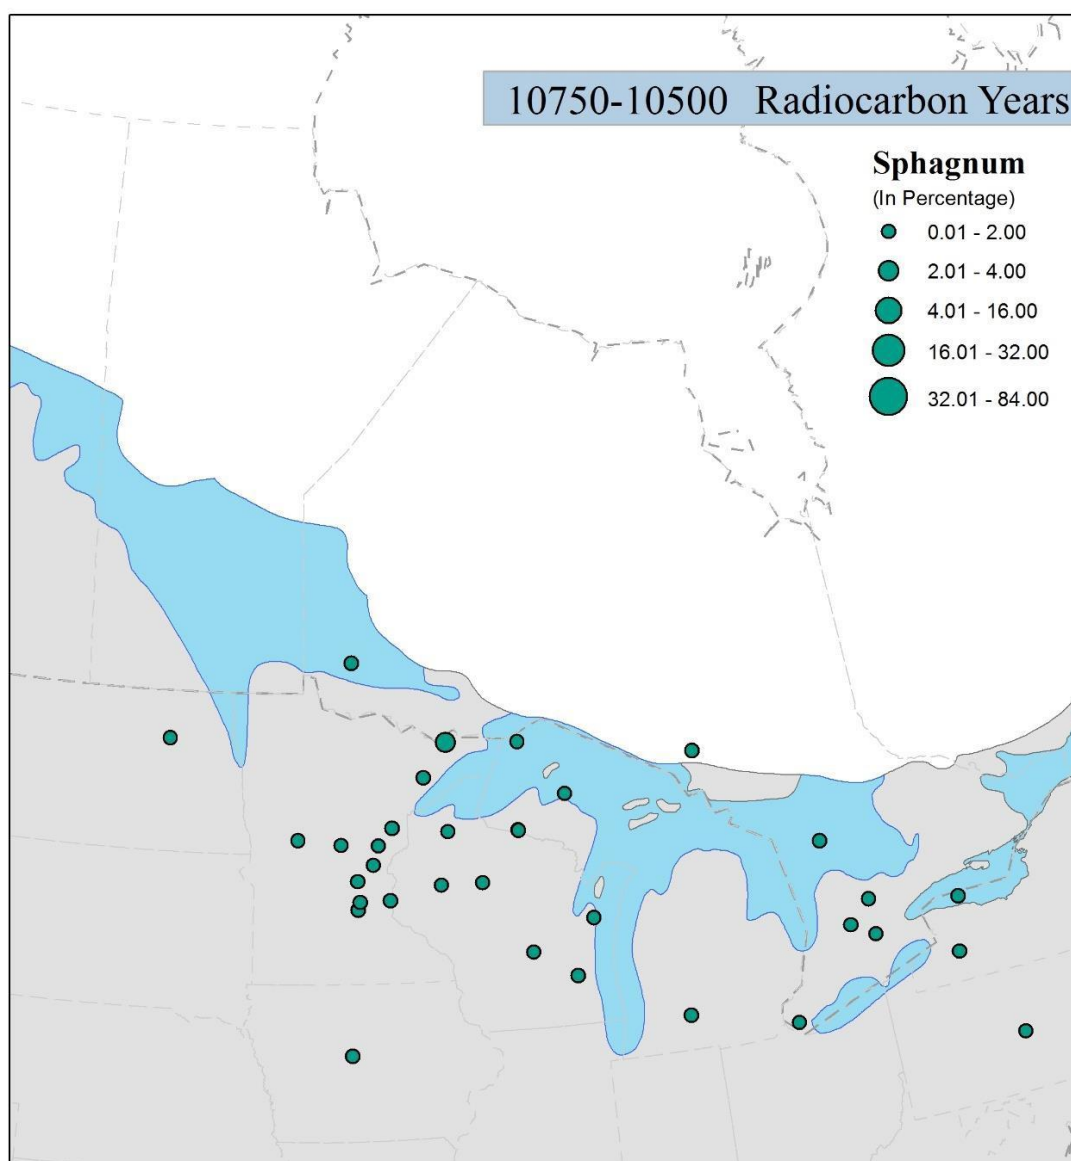 10750-10500 Radiocarbon Years
Sphagnum
(In Percentage)
0.01 - 2.00
2.01 - 4.00
4.01 - 16.00
16.01 - 32.00
32.01 - 84.00